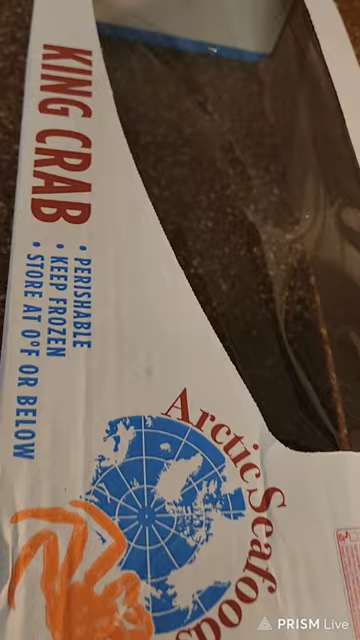 KING CRAB
• PERISHABLE
• KEEP FROZEN
• STORE AT 0°F OR BELOW
Arctic Seafoods
PRISM Live